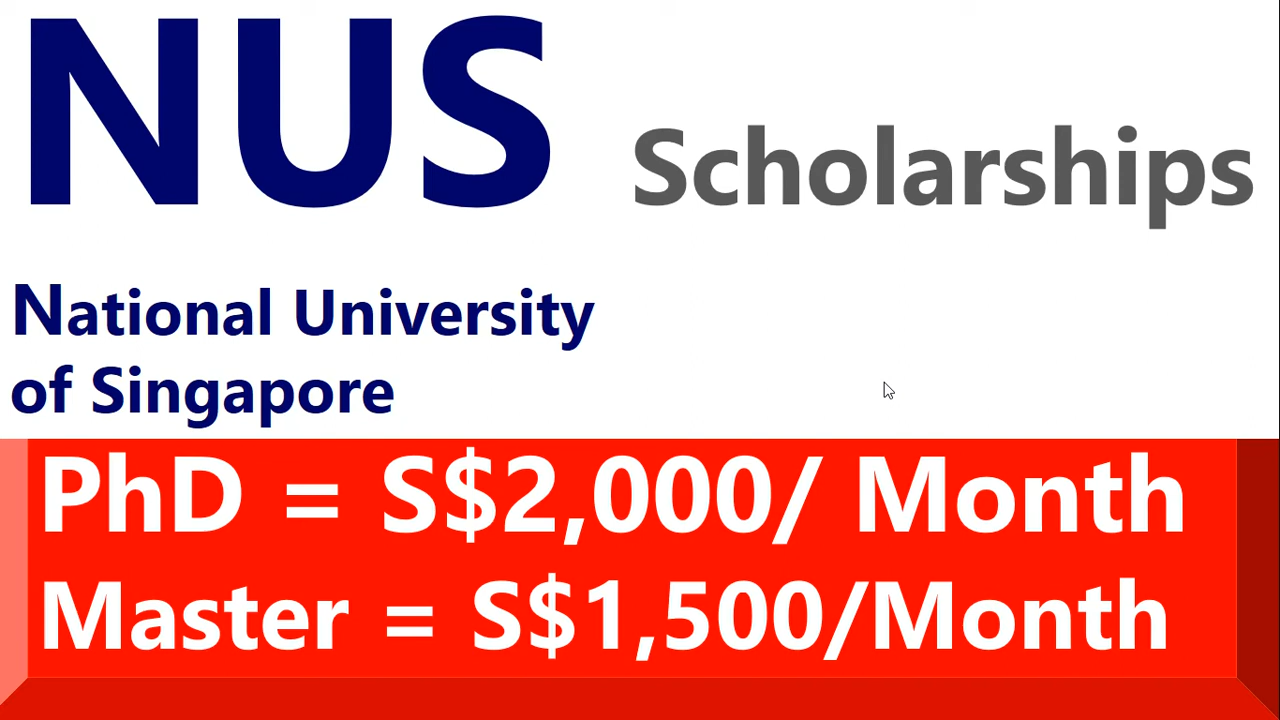 NUS Scholarships
National University
of Singapore
PhD = S$2,000/ Month
Master = S$1,500/Month